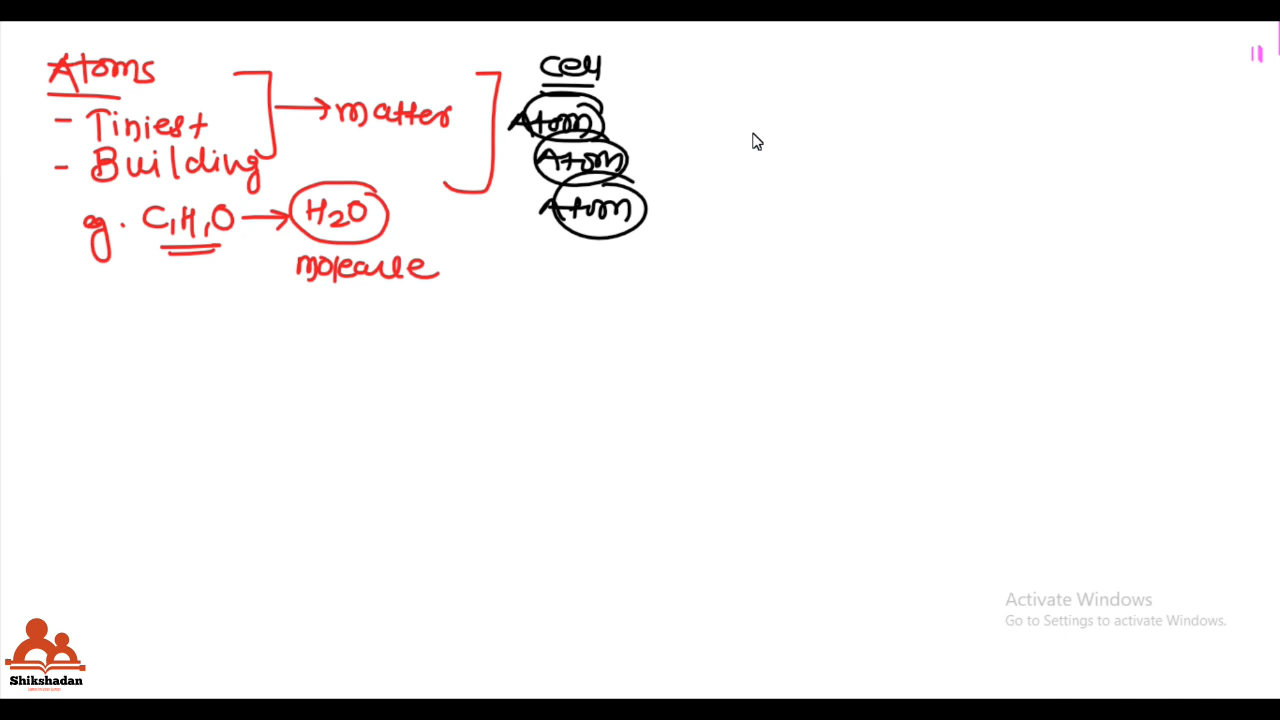 Atoms
- Tiniest
- Building
→ matter
eg. C, H, O → H2O
molecule
Cell
Atom
Atom
Atom
Activate Windows
Go to Settings to activate Windows.
Shikshadan